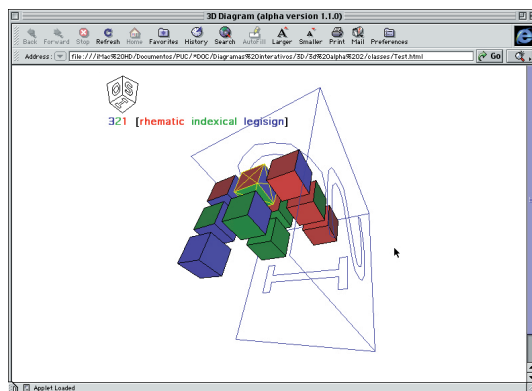 3D Diagram (alpha version 1.1.0)
Back Forward Stop Refresh Home Favorites History Search AutoFill Larger Smaller Print Mail Preferences
Address: file:///iMac%20HD/Documentos/PUC/*DOC/Diagramas%20interativos/3D/3d%20alpha%202/classes/Test.html Go
O S I
321 [rhematic indexical legisign]
I
Applet Loaded